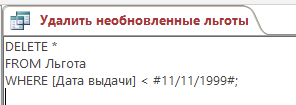 Удалить необновленные льготы
DELETE *
FROM Льгота
WHERE [Дата выдачи] < #11/11/1999#;